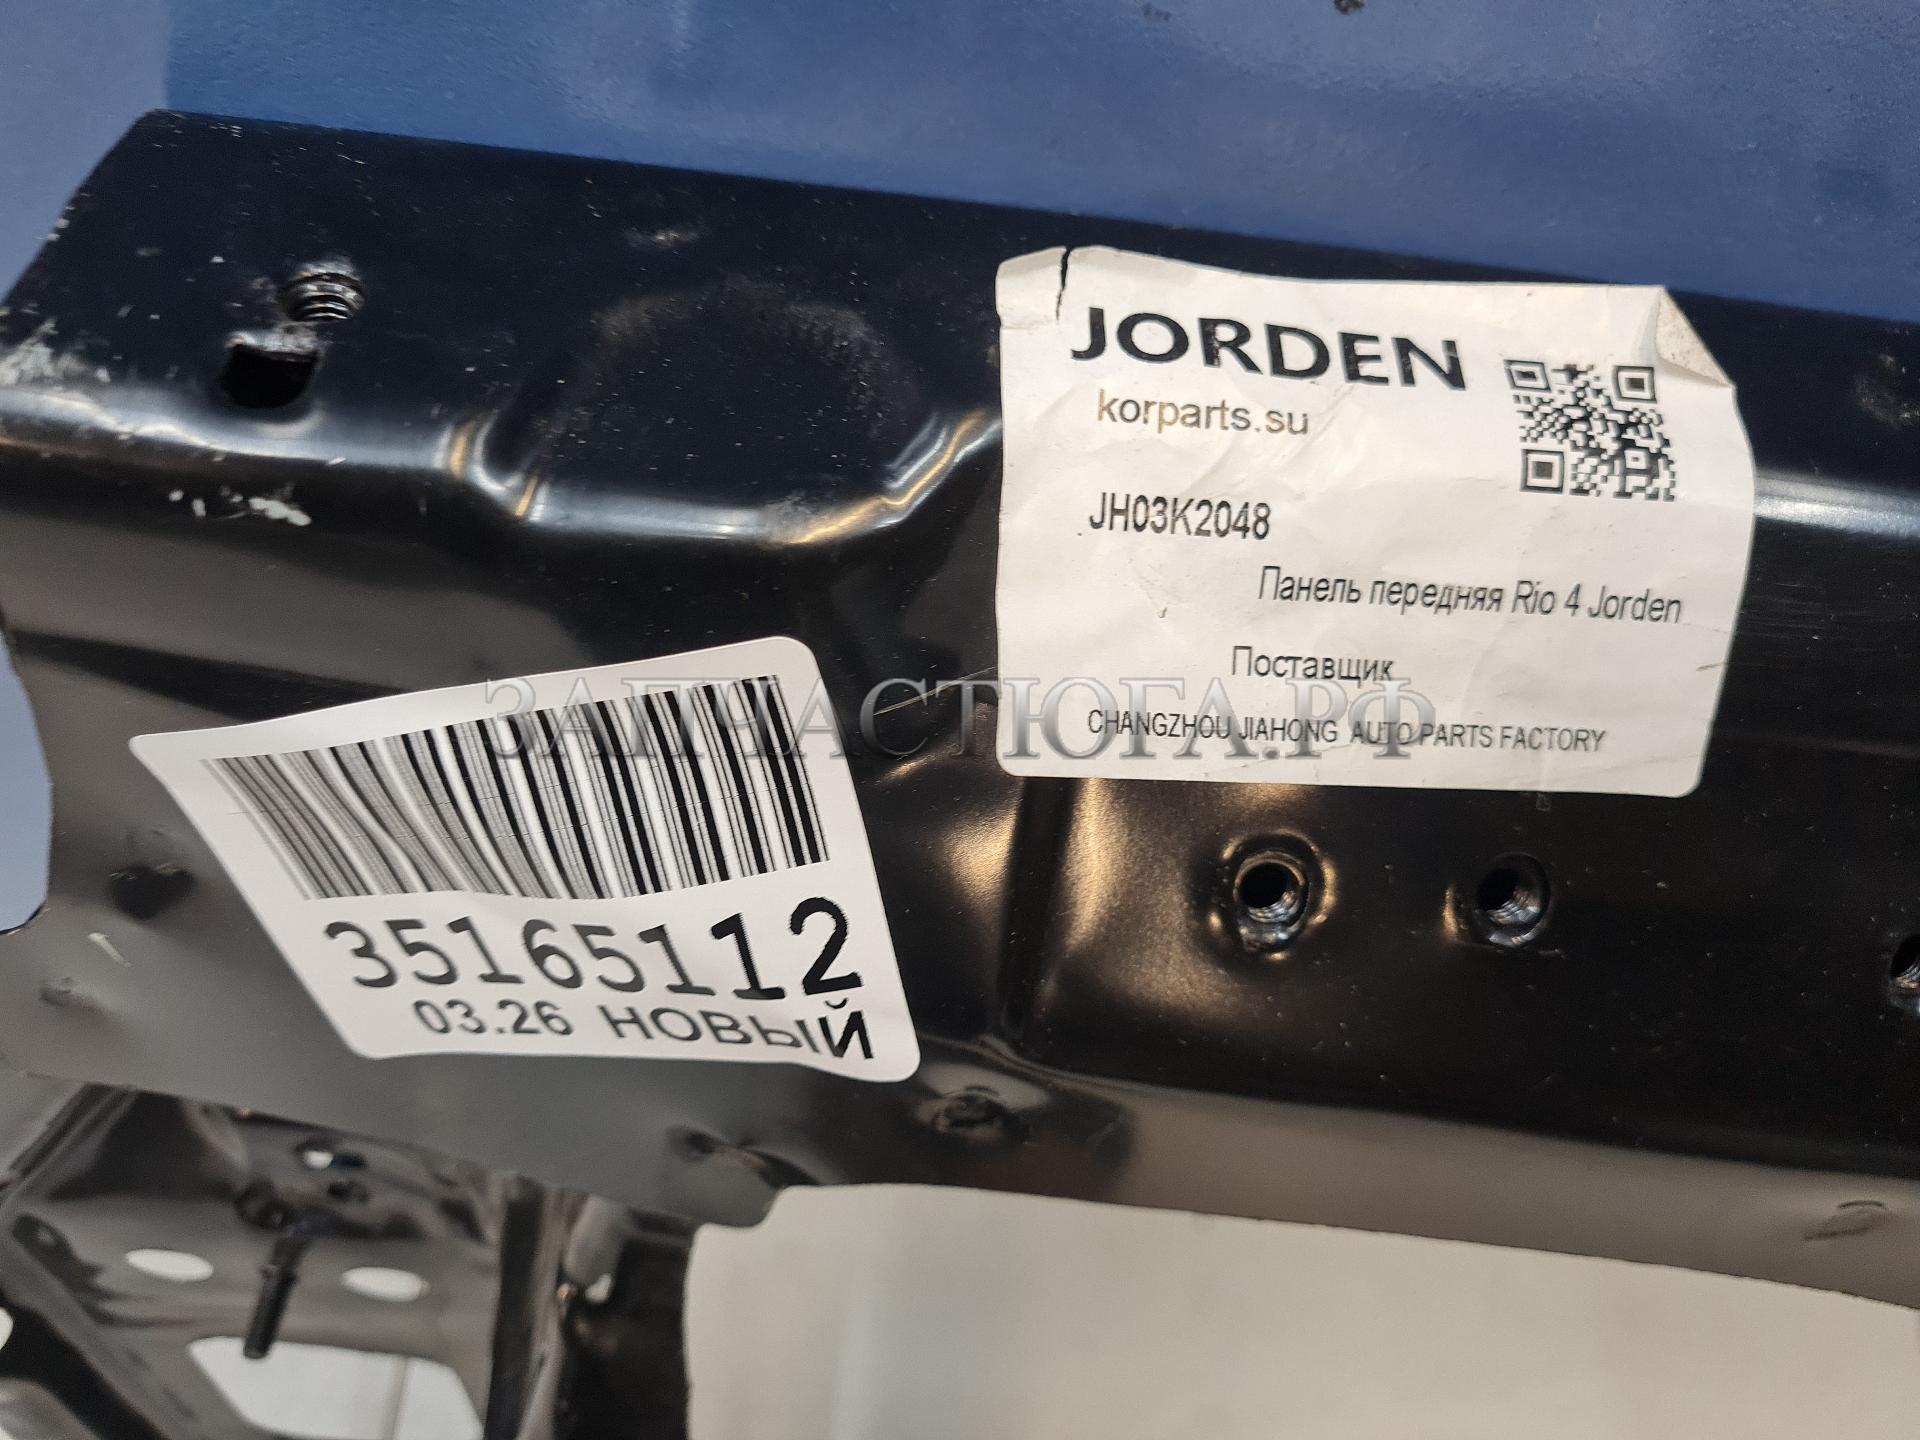 JORDEN
korparts.su
JH03K2048
Панель передняя Rio 4 Jorden
Поставщик
CHANGZHOU JIAHONG AUTO PARTS FACTORY
ЗАПЧАСТЮГА.РФ
35165112
03.26 НОВЫЙ